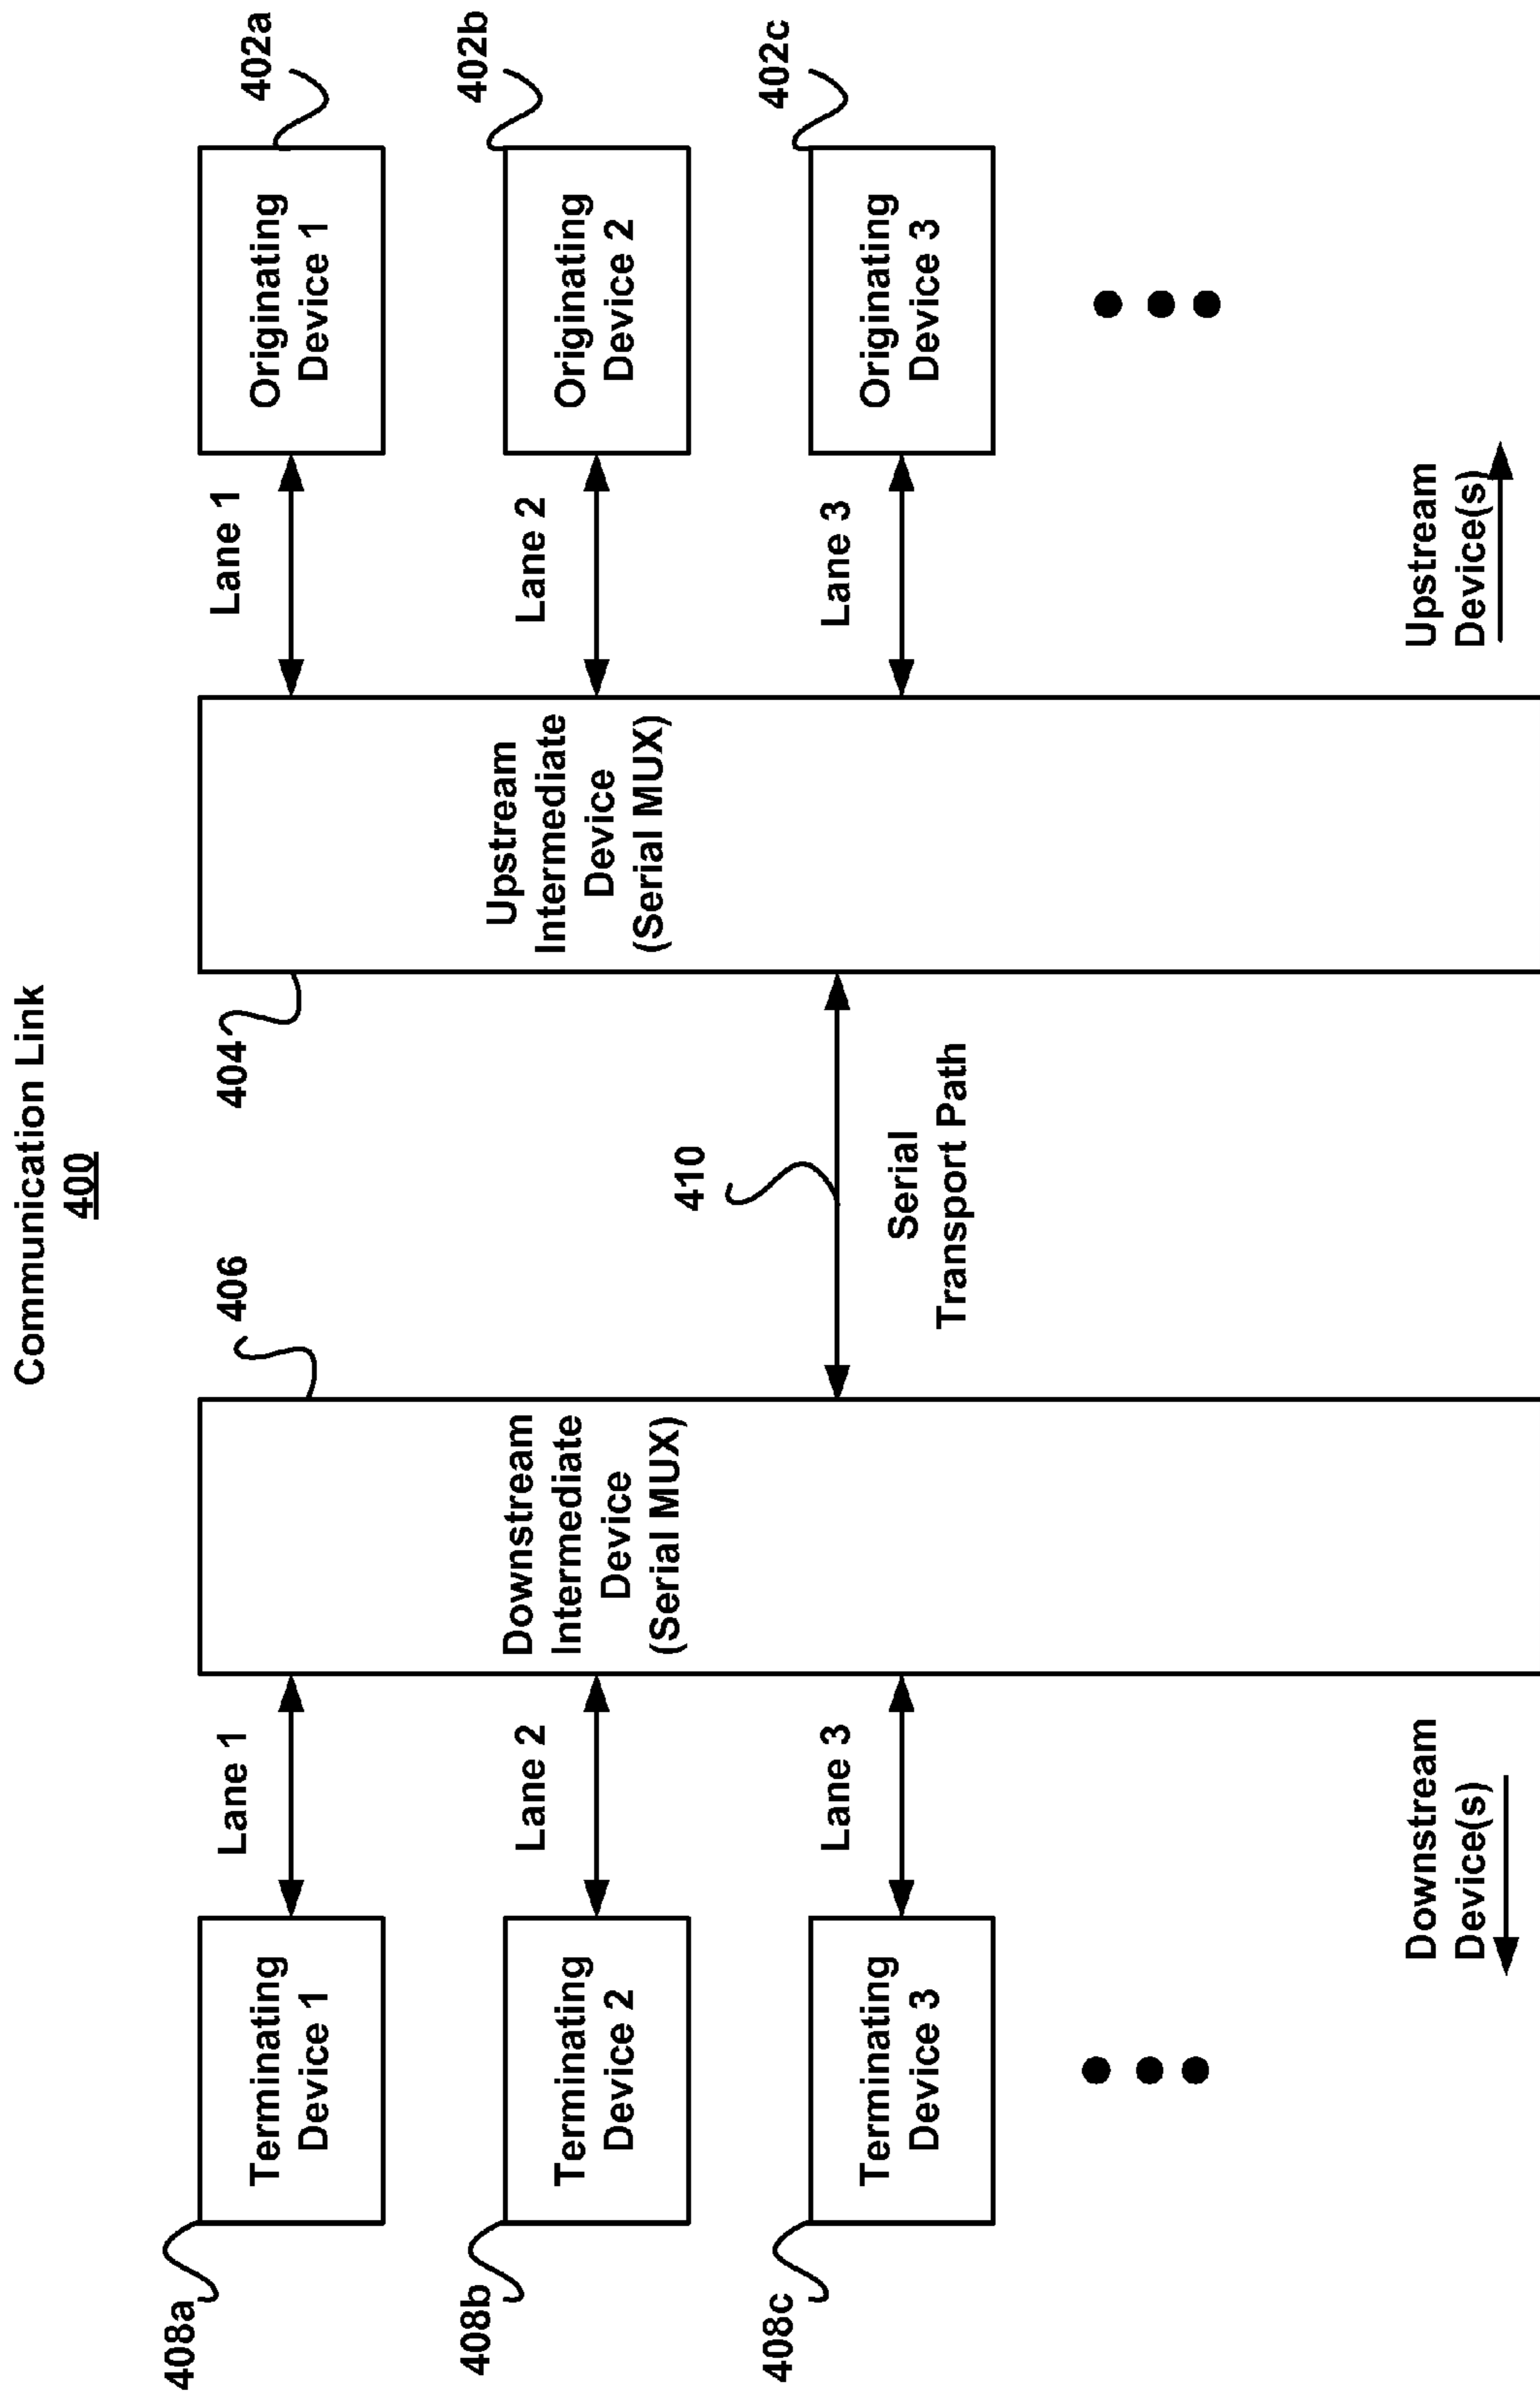 Communication Link
400
408a
Terminating
Device 1
Lane 1
406
404
Lane 1
Originating
Device 1
402a
408b
Terminating
Device 2
Lane 2
Downstream
Intermediate
Device
(Serial MUX)
Upstream
Intermediate
Device
(Serial MUX)
Lane 2
Originating
Device 2
402b
408c
Terminating
Device 3
Lane 3
410
Serial
Transport Path
Lane 3
Originating
Device 3
402c
Downstream
Device(s)
Upstream
Device(s)